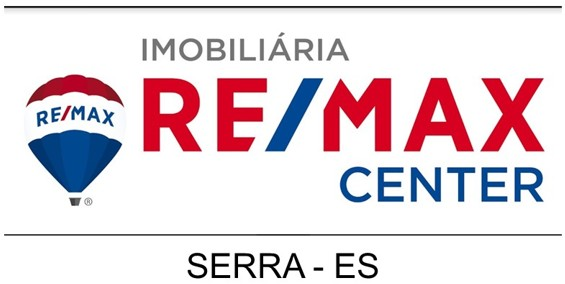 IMOBILIÁRIA
RE/MAX
RE/MAX
®
CENTER
SERRA - ES